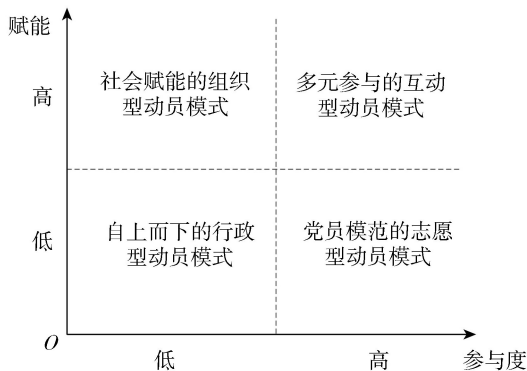 赋能
高
社会赋能的组织
型动员模式
多元参与的互动
型动员模式
低
自上而下的行政
型动员模式
党员模范的志愿
型动员模式
O
低
高
参与度